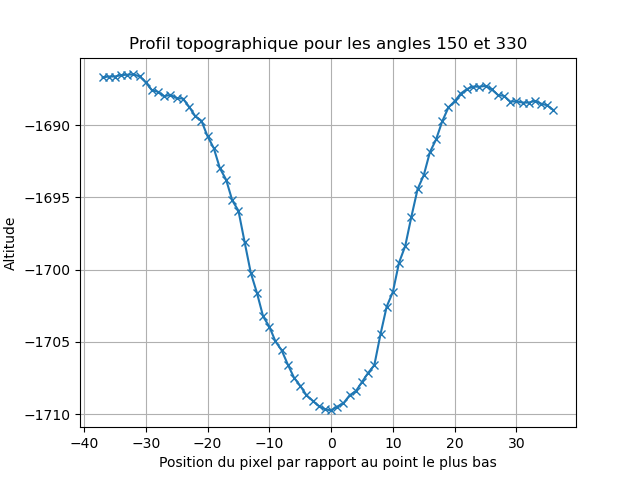 Profil topographique pour les angles 150 et 330
−1690
−1695
−1700
−1705
−1710
Altitude
−40 −30 −20 −10 0 10 20 30
Position du pixel par rapport au point le plus bas